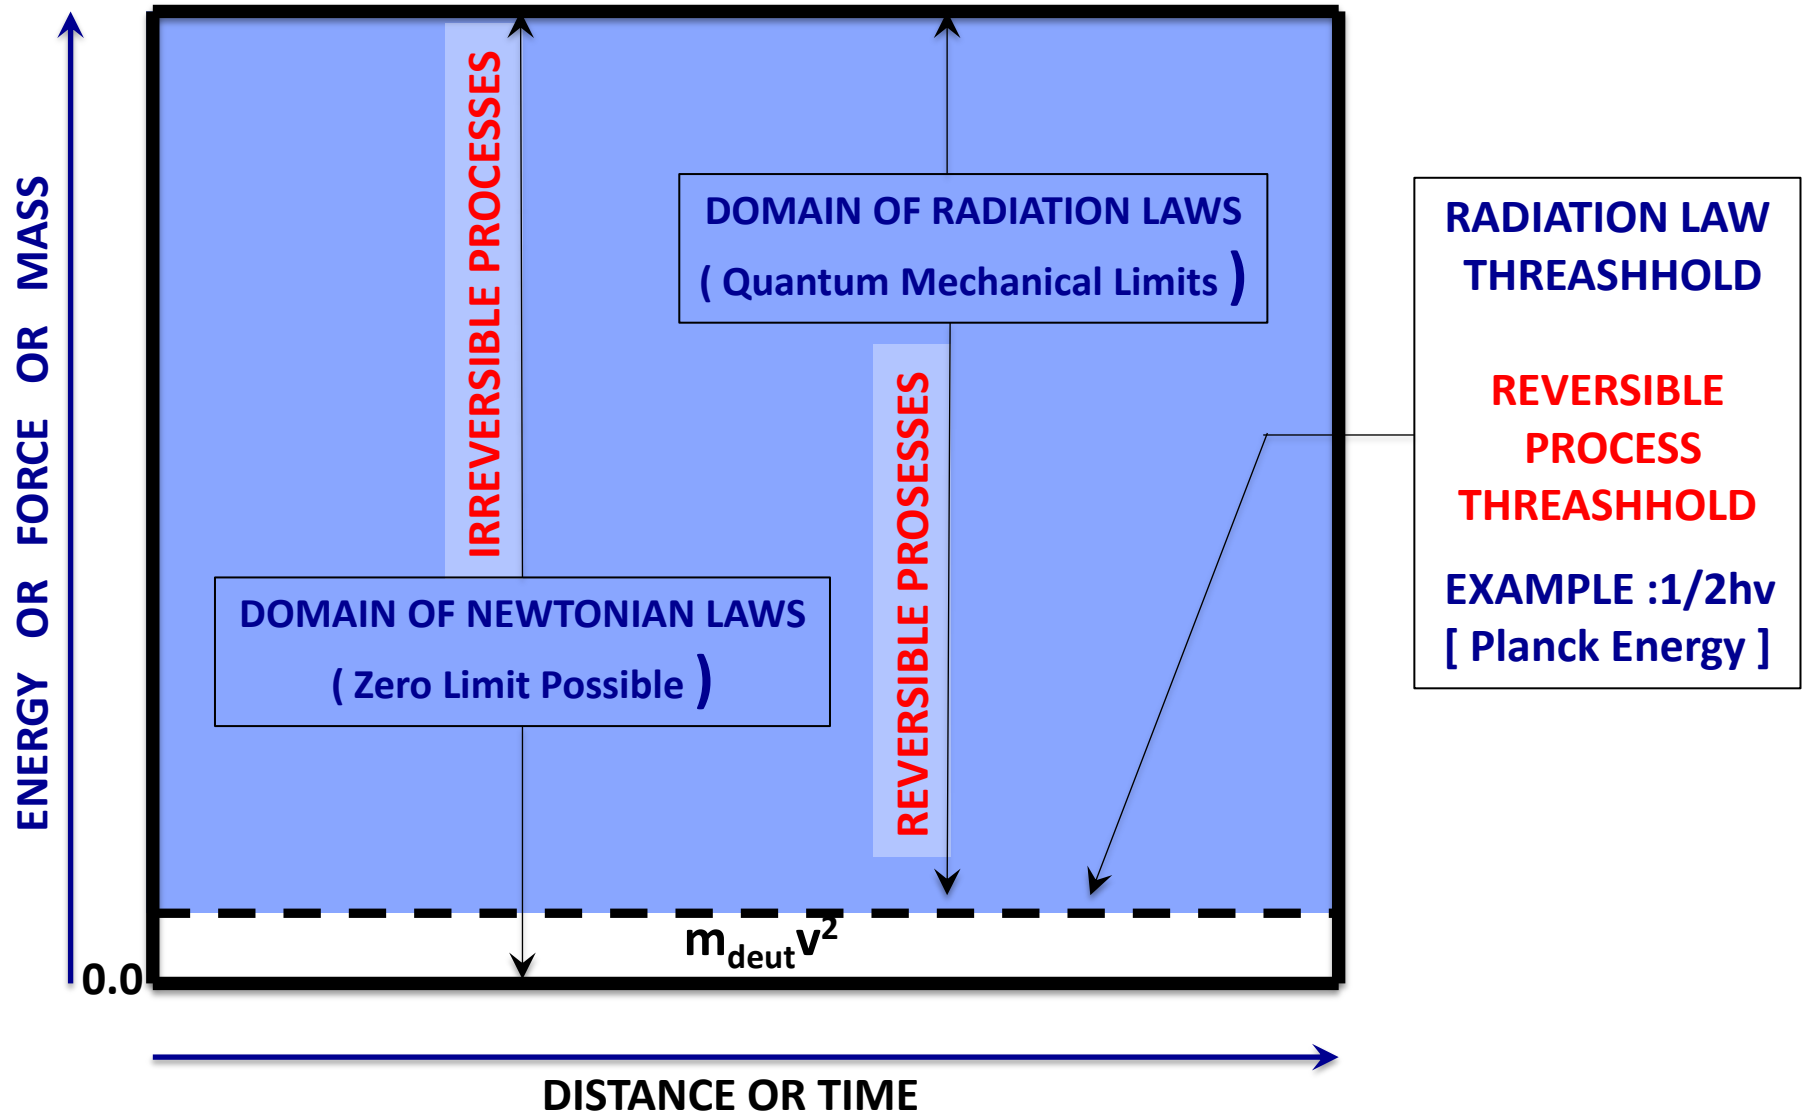 ENERGY OR FORCE OR MASS
IRREVERSIBLE PROCESSES
DOMAIN OF RADIATION LAWS
( Quantum Mechanical Limits )
REVERSIBLE PROSESSES
DOMAIN OF NEWTONIAN LAWS
( Zero Limit Possible )
RADIATION LAW
THREASHHOLD
REVERSIBLE
PROCESS
THREASHHOLD
EXAMPLE :1/2hv
[ Planck Energy ]
m_deut v²
0.0
DISTANCE OR TIME